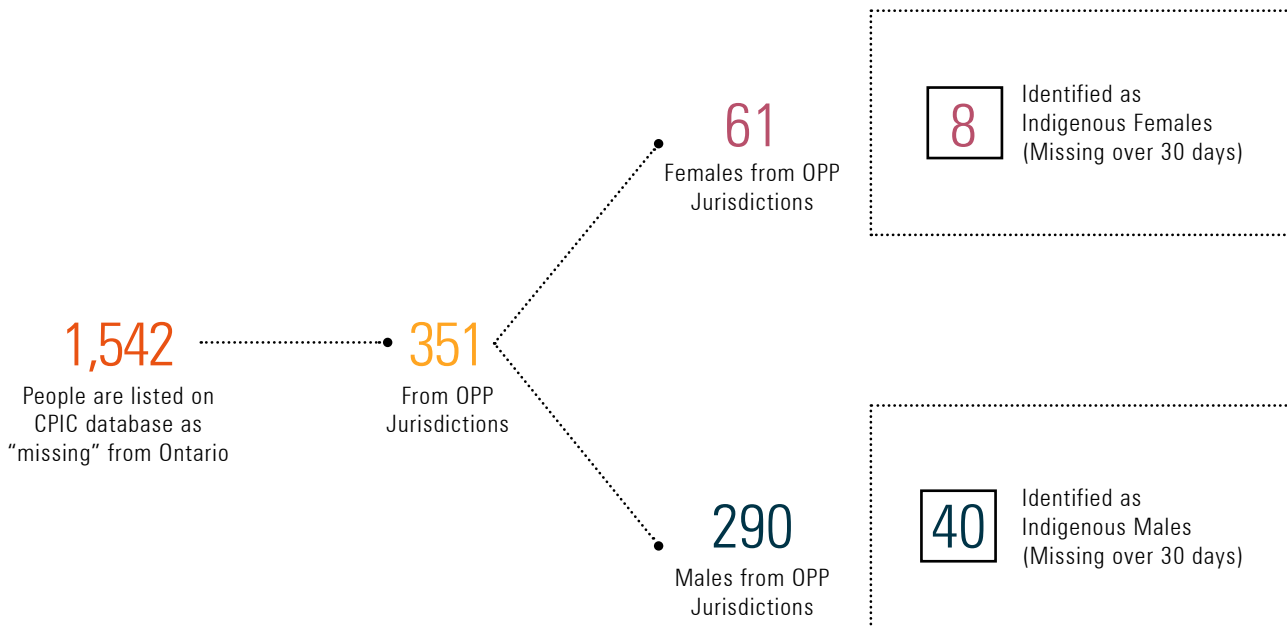 61
Females from OPP
Jurisdictions
8
Identified as
Indigenous Females
(Missing over 30 days)
1,542
People are listed on
CPIC database as
“missing” from Ontario
351
From OPP
Jurisdictions
290
Males from OPP
Jurisdictions
40
Identified as
Indigenous Males
(Missing over 30 days)